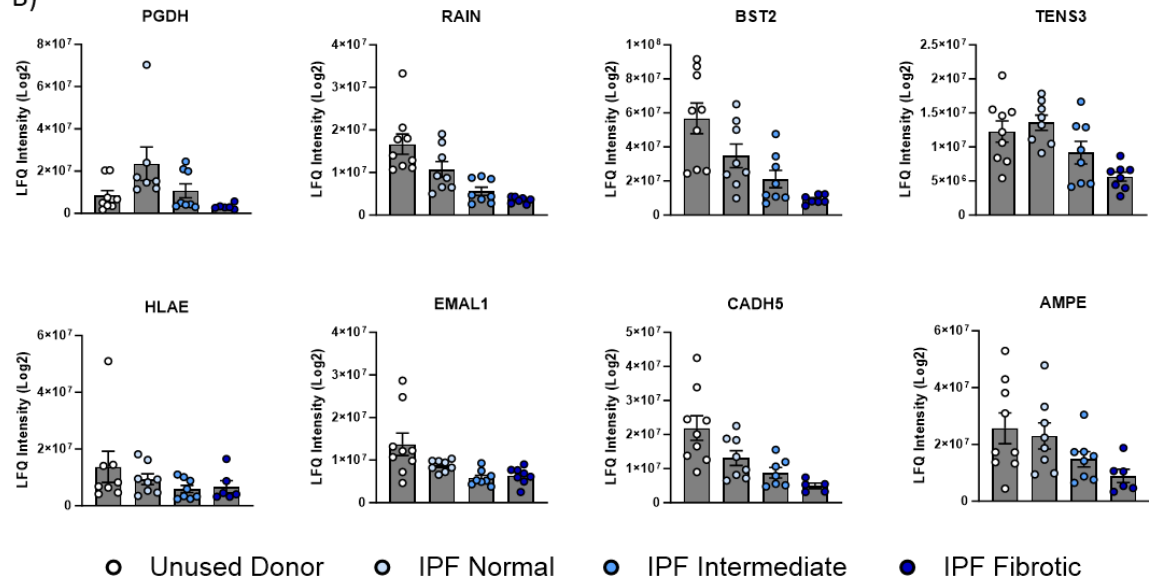 B)
PGDH
RAIN
BST2
TENS3
LFQ Intensity (Log2)
8×10⁷
6×10⁷
4×10⁷
2×10⁷
0
LFQ Intensity (Log2)
4×10⁷
3×10⁷
2×10⁷
1×10⁷
0
LFQ Intensity (Log2)
1×10⁸
8×10⁷
6×10⁷
4×10⁷
2×10⁷
0
LFQ Intensity (Log2)
2.5×10⁷
2×10⁷
1.5×10⁷
1×10⁷
5×10⁶
0
HLAE
EMAL1
CADH5
AMPE
LFQ Intensity (Log2)
6×10⁷
4×10⁷
2×10⁷
0
LFQ Intensity (Log2)
4×10⁷
3×10⁷
2×10⁷
1×10⁷
0
LFQ Intensity (Log2)
5×10⁷
4×10⁷
3×10⁷
2×10⁷
1×10⁷
0
LFQ Intensity (Log2)
6×10⁷
4×10⁷
2×10⁷
0
Unused Donor IPF Normal IPF Intermediate IPF Fibrotic